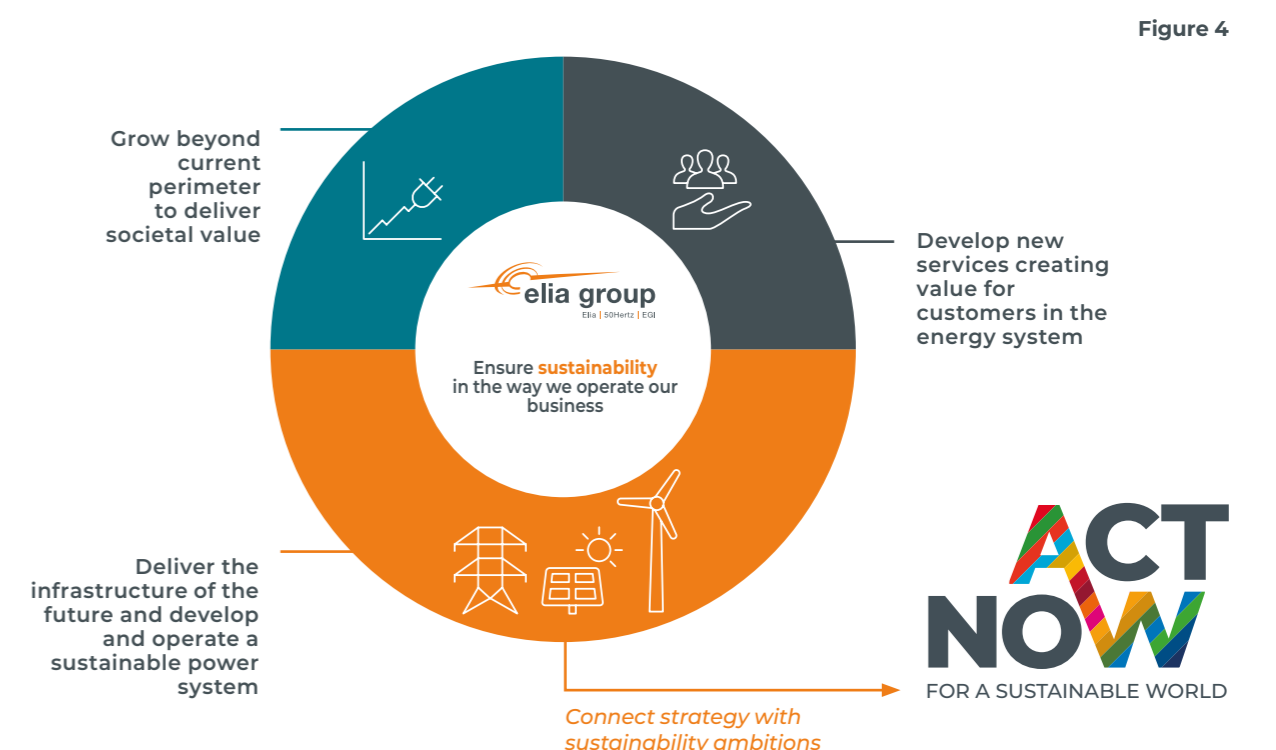 Figure 4
Grow beyond
current
perimeter
to deliver
societal value
Develop new
services creating
value for
customers in the
energy system
elia group
Elia | 50Hertz | EGI
Ensure sustainability
in the way we operate our
business
Deliver the
infrastructure of the
future and develop
and operate a
sustainable power
system
ACT
NOW
FOR A SUSTAINABLE WORLD
Connect strategy with
sustainability ambitions